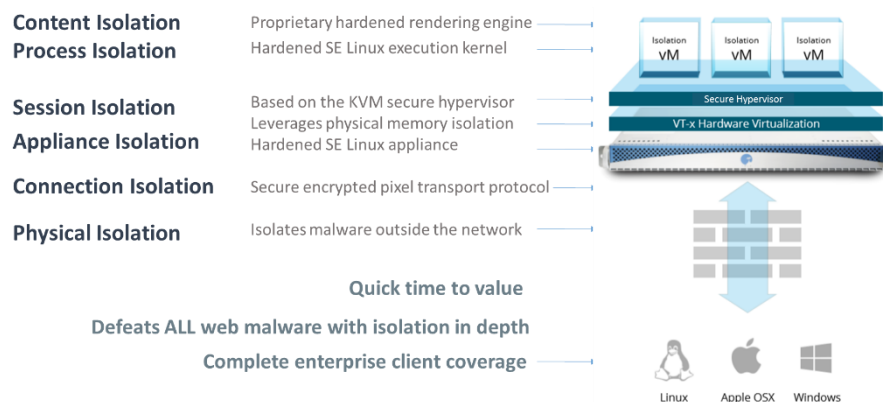 Content Isolation
Proprietary hardened rendering engine
Process Isolation
Hardened SE Linux execution kernel
Session Isolation
Based on the KVM secure hypervisor
Leverages physical memory isolation
Appliance Isolation
Hardened SE Linux appliance
Connection Isolation
Secure encrypted pixel transport protocol
Physical Isolation
Isolates malware outside the network
Quick time to value
Defeats ALL web malware with isolation in depth
Complete enterprise client coverage
Isolation
vM
Isolation
vM
Isolation
vM
Secure Hypervisor
VT-x Hardware Virtualization
Linux
Apple OSX
Windows